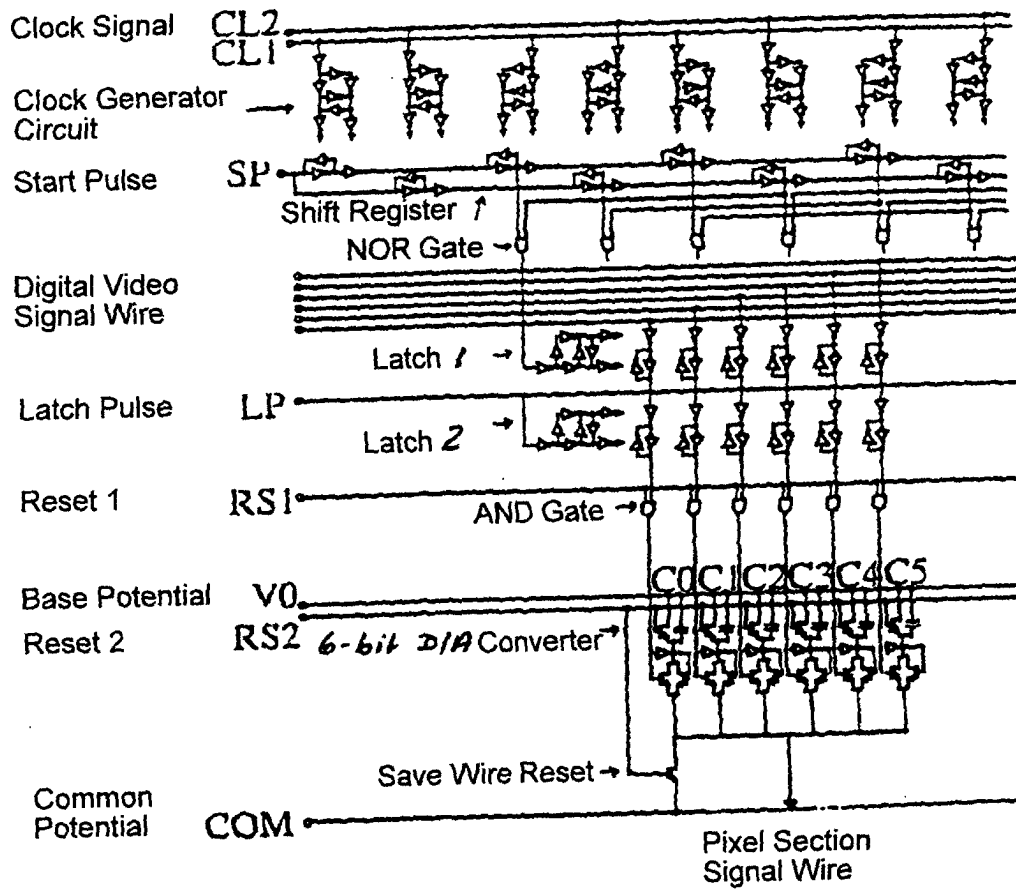 Clock Signal CL2
CL1
Clock Generator
Circuit
Start Pulse SP
Shift Register
NOR Gate
Digital Video
Signal Wire
Latch 1
Latch Pulse LP
Latch 2
Reset 1 RS1
AND Gate
C0 C1 C2 C3 C4 C5
Base Potential V0
Reset 2 RS2 6-bit D/A Converter
Save Wire Reset
Common
Potential COM
Pixel Section
Signal Wire